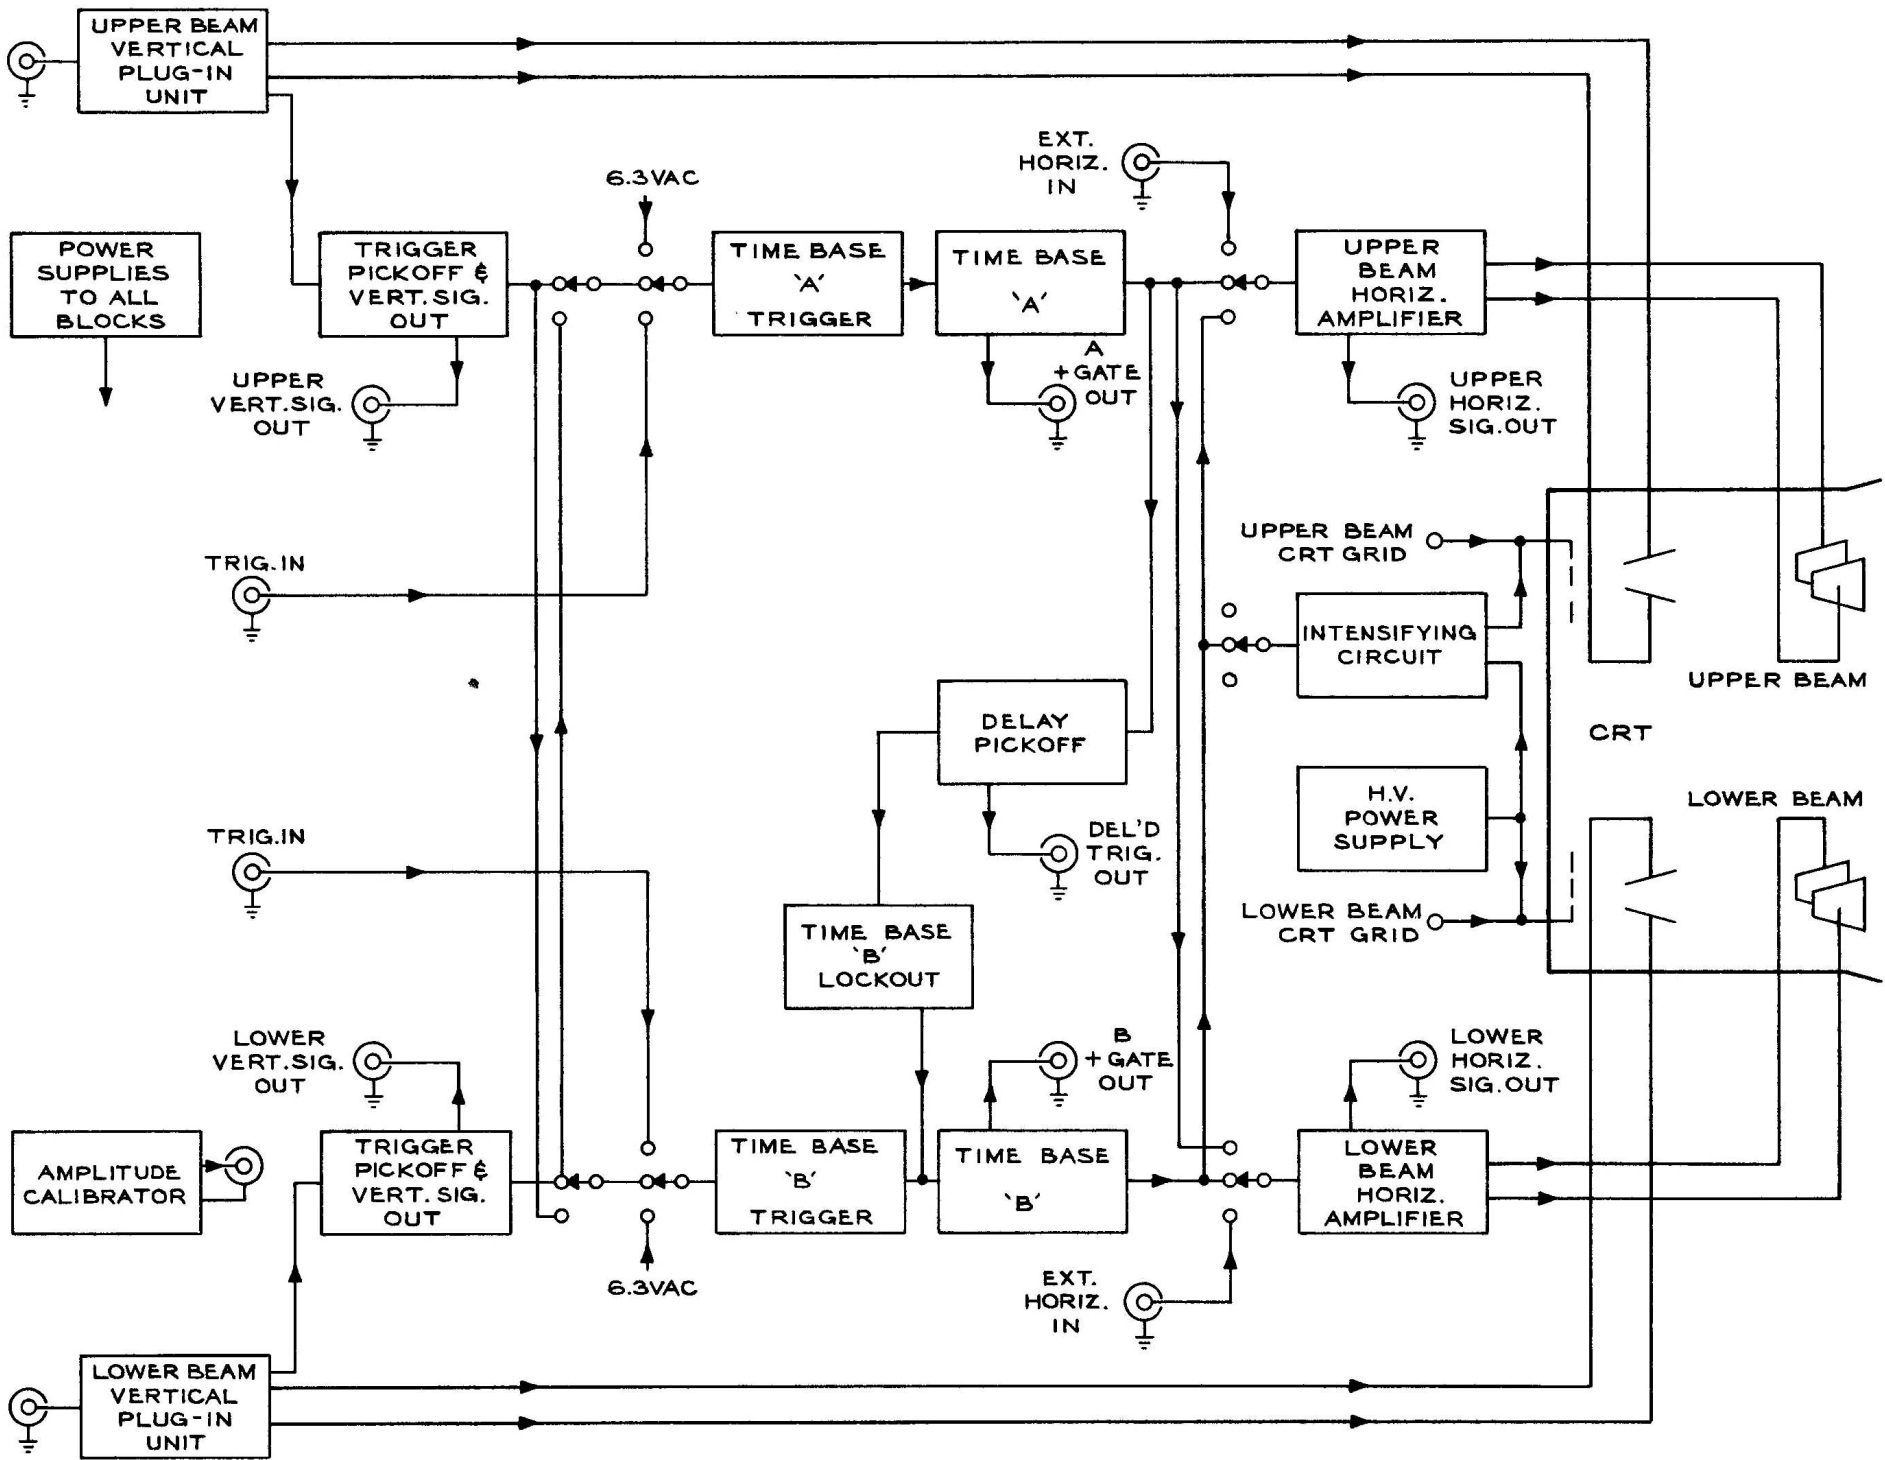 UPPER BEAM
VERTICAL
PLUG-IN
UNIT
EXT.
HORIZ.
IN
6.3VAC
POWER
SUPPLIES
TO ALL
BLOCKS
TRIGGER
PICKOFF &
VERT. SIG.
OUT
TIME BASE
'A'
TRIGGER
TIME BASE
'A'
UPPER
BEAM
HORIZ.
AMPLIFIER
UPPER
VERT.SIG.
OUT
A
+GATE
OUT
UPPER
HORIZ.
SIG.OUT
UPPER BEAM
CRT GRID
TRIG.IN
INTENSIFYING
CIRCUIT
UPPER BEAM
DELAY
PICKOFF
CRT
H.V.
POWER
SUPPLY
LOWER BEAM
TRIG.IN
DEL'D
TRIG.
OUT
LOWER BEAM
CRT GRID
TIME BASE
'B'
LOCKOUT
LOWER
VERT.SIG.
OUT
B
+GATE
OUT
LOWER
HORIZ.
SIG.OUT
AMPLITUDE
CALIBRATOR
TRIGGER
PICKOFF &
VERT. SIG.
OUT
TIME BASE
'B'
TRIGGER
TIME BASE
'B'
LOWER
BEAM
HORIZ.
AMPLIFIER
6.3VAC
EXT.
HORIZ.
IN
LOWER BEAM
VERTICAL
PLUG-IN
UNIT